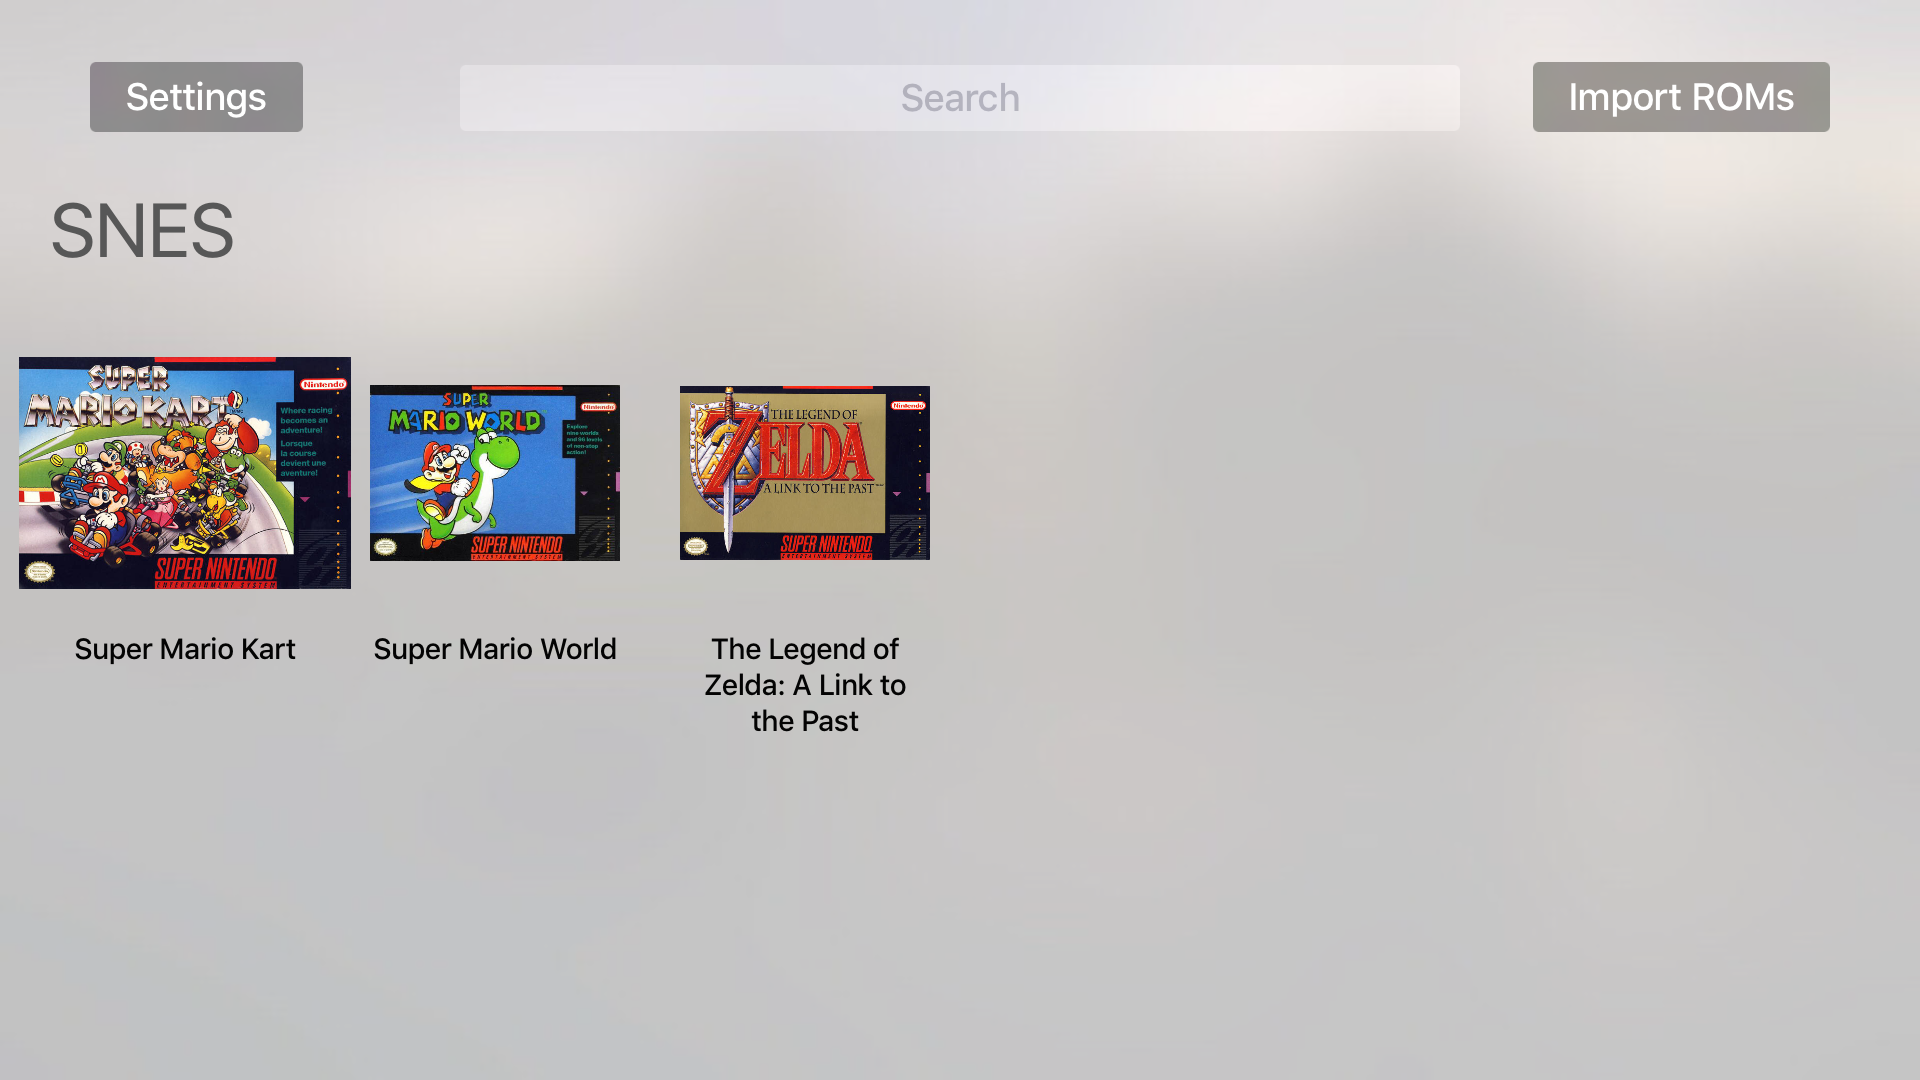 Settings
Search
Import ROMs
SNES
SUPER
MARIO KART
Nintendo
Where racing
becomes an
adventure!
Lorsque
la course
devient une
aventure!
SUPER NINTENDO
ENTERTAINMENT SYSTEM
SUPER
MARIO WORLD
Nintendo
Explore
nine worlds
and 96 levels
of non-stop
action!
SUPER NINTENDO
ENTERTAINMENT SYSTEM
THE LEGEND OF
ZELDA
A LINK TO THE PAST
Nintendo
SUPER NINTENDO
ENTERTAINMENT SYSTEM
Super Mario Kart
Super Mario World
The Legend of
Zelda: A Link to
the Past